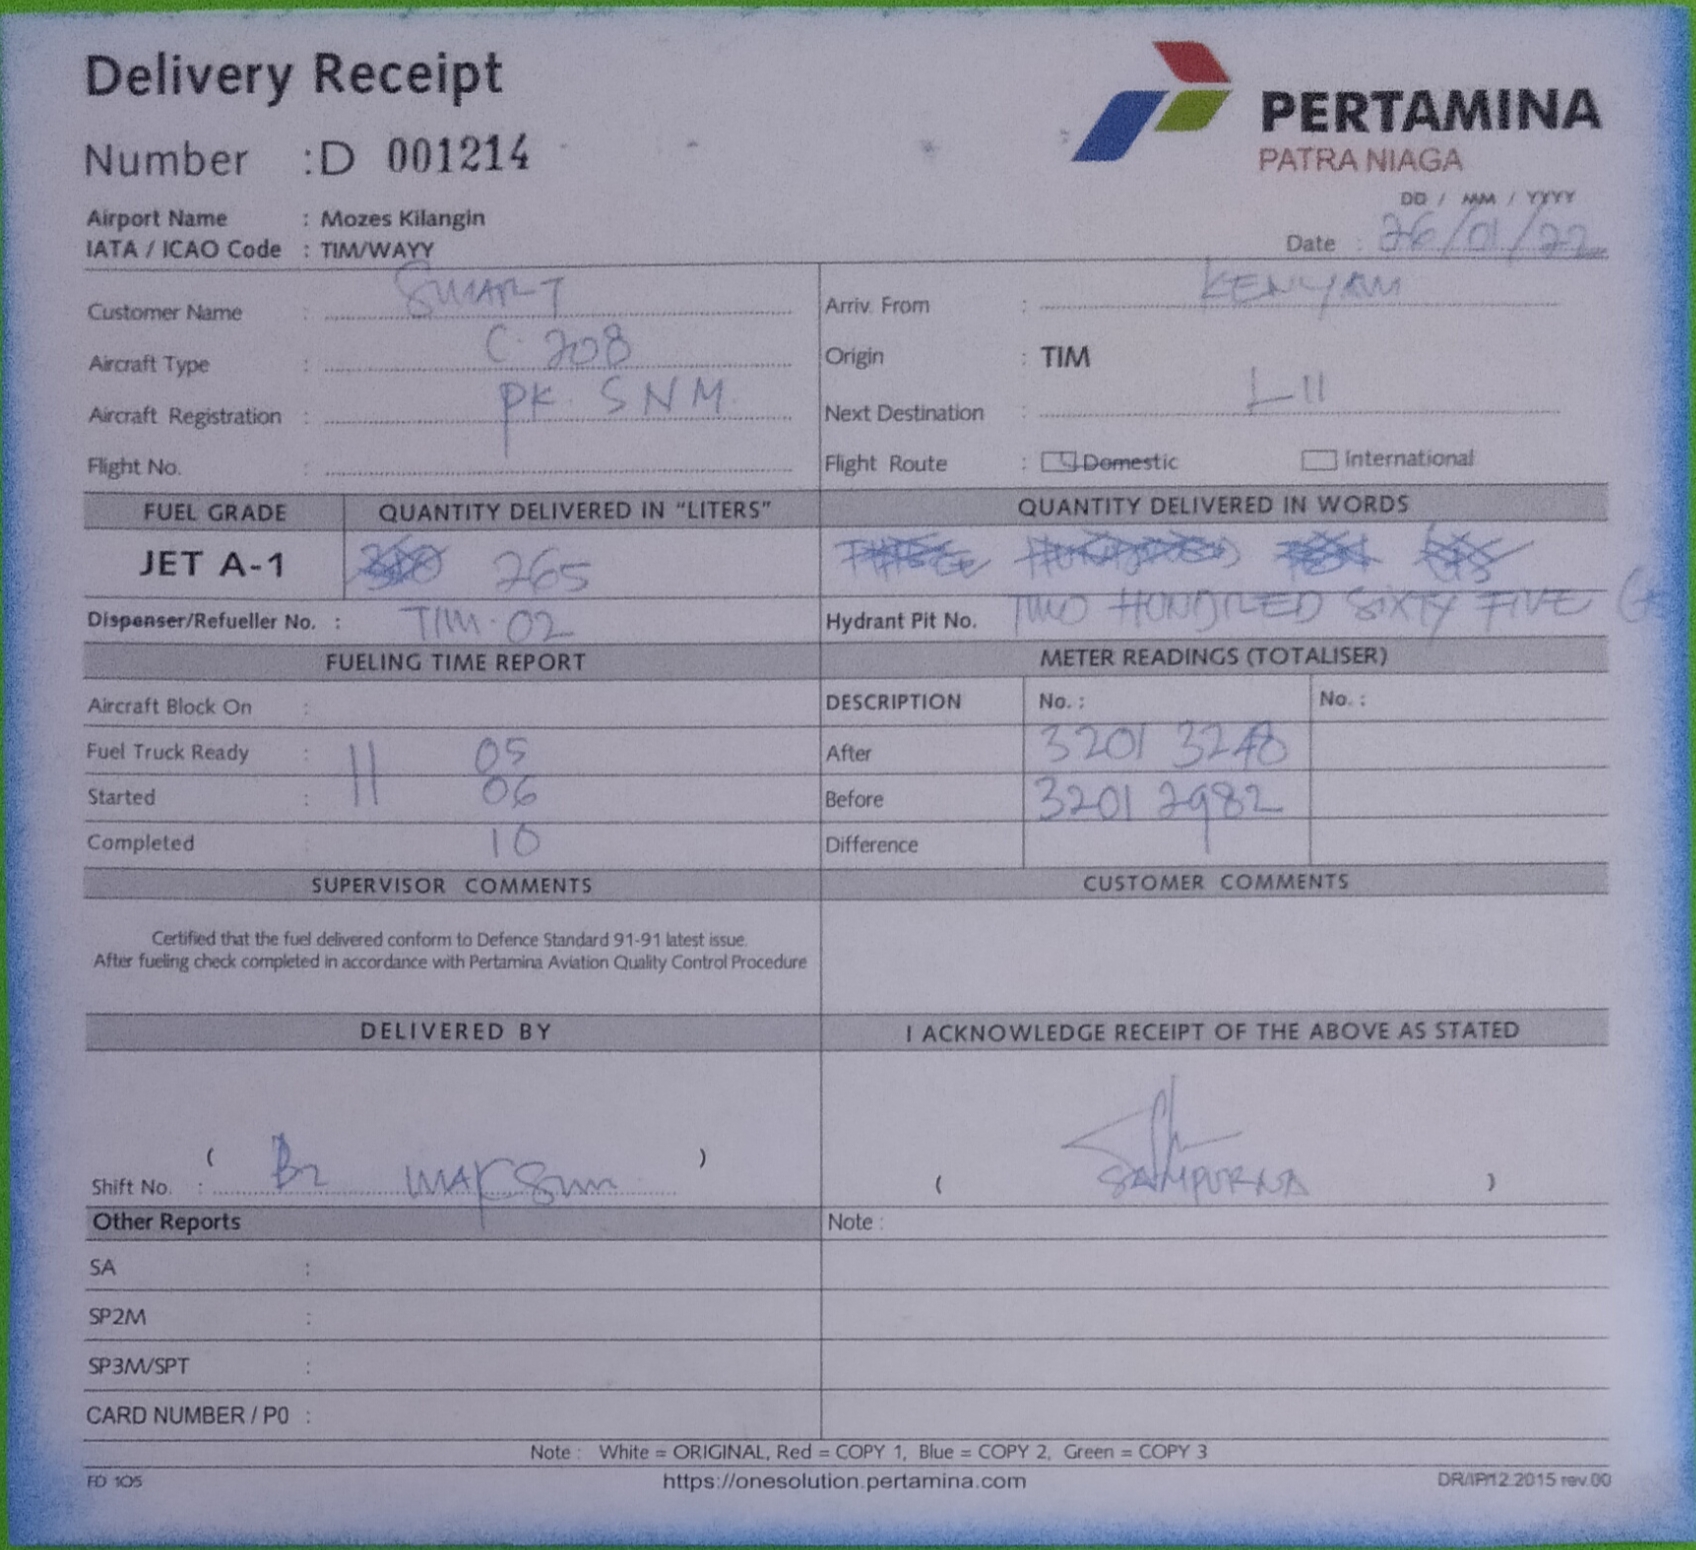 Delivery Receipt
Number :D 001214
PERTAMINA
PATRA NIAGA
Airport Name : Mozes Kilangin
IATA / ICAO Code : TIM/WAYY
DD / MM / YYYY
Date : 26/01/22
Customer Name : SMART
Aircraft Type : C-208
Aircraft Registration : PK. SNM
Flight No. :
Arriv. From : KENYAM
Origin : TIM
Next Destination : LII
Flight Route : Domestic International
FUEL GRADE QUANTITY DELIVERED IN "LITERS" QUANTITY DELIVERED IN WORDS
JET A-1 265
Dispenser/Refueller No. : TIM-02
Hydrant Pit No. TWO HUNDRED SIXTY FIVE
FUELING TIME REPORT
Aircraft Block On :
Fuel Truck Ready : 11 05
Started : 06
Completed : 10
METER READINGS (TOTALISER)
DESCRIPTION No. : No. :
After 3201 3248
Before 3201 2982
Difference
SUPERVISOR COMMENTS CUSTOMER COMMENTS
Certified that the fuel delivered conform to Defence Standard 91-91 latest issue.
After fueling check completed in accordance with Pertamina Aviation Quality Control Procedure
DELIVERED BY I ACKNOWLEDGE RECEIPT OF THE ABOVE AS STATED
( )
Shift No. :
( SAMPURNA )
Other Reports Note :
SA :
SP2M :
SP3M/SPT :
CARD NUMBER / P0 :
Note : White = ORIGINAL, Red = COPY 1, Blue = COPY 2, Green = COPY 3
FD 105 https://onesolution.pertamina.com DR/IP/12.2015 rev.00